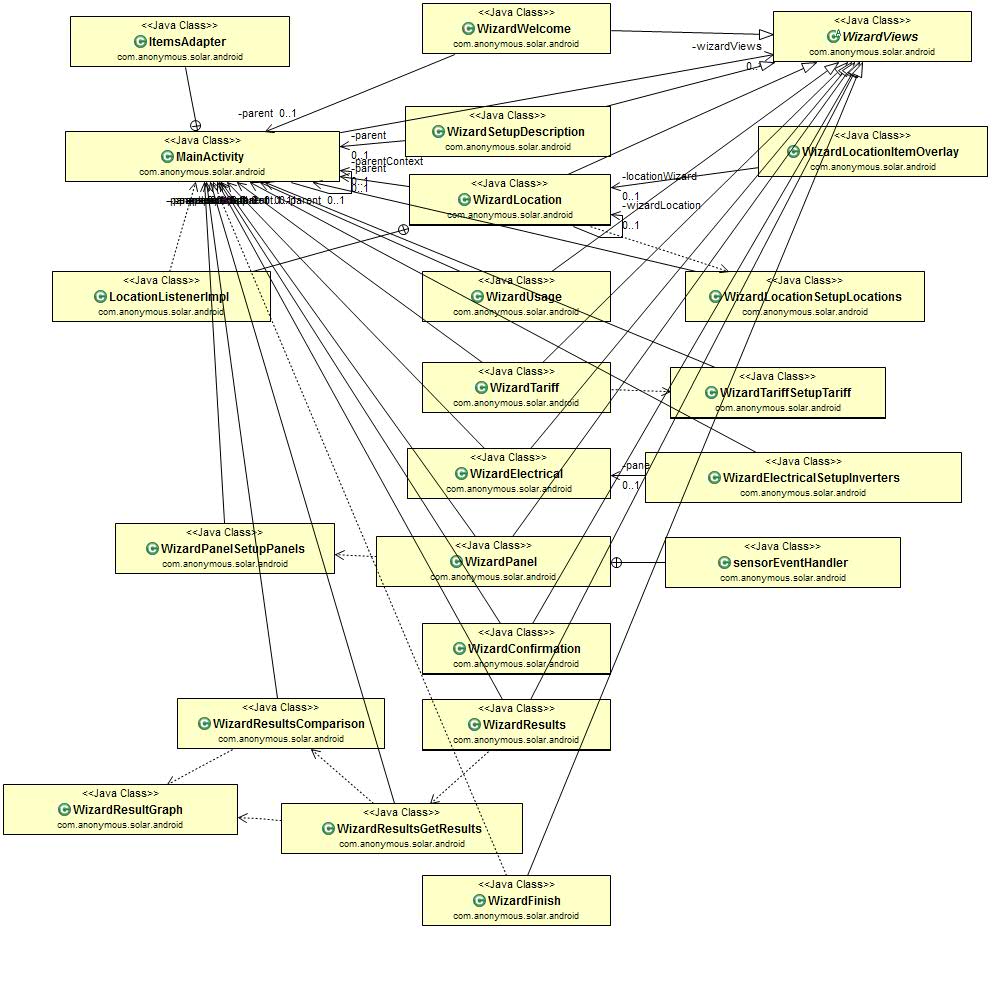 <<Java Class>>
ItemsAdapter
com.anonymous.solar.android
<<Java Class>>
WizardWelcome
com.anonymous.solar.android
<<Java Class>>
WizardViews
com.anonymous.solar.android
-wizardViews
0..
-parent 0..1
<<Java Class>>
MainActivity
com.anonymous.solar.android
<<Java Class>>
WizardSetupDescription
com.anonymous.solar.android
<<Java Class>>
WizardLocationItemOverlay
com.anonymous.solar.android
-parent
0..1
-parentContext
-parent
0..1
0..1
<<Java Class>>
WizardLocation
com.anonymous.solar.android
-locationWizard
0..1
-wizardLocation
0..1
-parent 0..1
<<Java Class>>
LocationListenerImpl
com.anonymous.solar.android
<<Java Class>>
WizardUsage
com.anonymous.solar.android
<<Java Class>>
WizardLocationSetupLocations
com.anonymous.solar.android
<<Java Class>>
WizardTariff
com.anonymous.solar.android
<<Java Class>>
WizardTariffSetupTariff
com.anonymous.solar.android
<<Java Class>>
WizardElectrical
com.anonymous.solar.android
-pane
0..1
<<Java Class>>
WizardElectricalSetupInverters
com.anonymous.solar.android
<<Java Class>>
WizardPanelSetupPanels
com.anonymous.solar.android
<<Java Class>>
WizardPanel
com.anonymous.solar.android
<<Java Class>>
sensorEventHandler
com.anonymous.solar.android
<<Java Class>>
WizardConfirmation
com.anonymous.solar.android
<<Java Class>>
WizardResultsComparison
com.anonymous.solar.android
<<Java Class>>
WizardResults
com.anonymous.solar.android
<<Java Class>>
WizardResultGraph
com.anonymous.solar.android
<<Java Class>>
WizardResultsGetResults
com.anonymous.solar.android
<<Java Class>>
WizardFinish
com.anonymous.solar.android